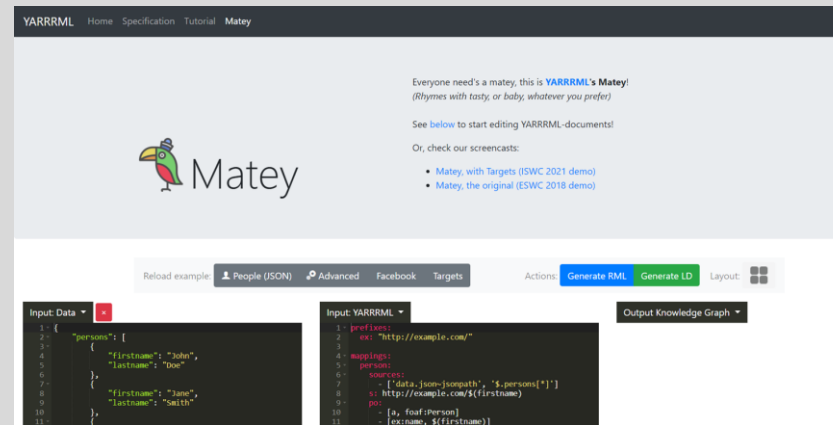 YARRRML Home Specification Tutorial Matey
Everyone need's a matey, this is YARRRML's Matey!
(Rhymes with tasty, or baby, whatever you prefer)
See below to start editing YARRRML-documents!
Or, check our screencasts:
• Matey, with Targets (ISWC 2021 demo)
• Matey, the original (ESWC 2018 demo)
Matey
Reload example: People (JSON) Advanced Facebook Targets Actions: Generate RML Generate LD Layout:
Input: Data ×
1 {
2 "persons": [
3 {
4 "firstname": "John",
5 "lastname": "Doe"
6 },
7 {
8 "firstname": "Jane",
9 "lastname": "Smith"
10 },
11 {
Input: YARRRML
1 prefixes:
2 ex: "http://example.com/"
3
4 mappings:
5 person:
6 sources:
7 - ['data.json~jsonpath', '$.persons[*]']
8 s: http://example.com/$(firstname)
9 po:
10 - [a, foaf:Person]
11 - [ex:name, $(firstname)]
Output Knowledge Graph